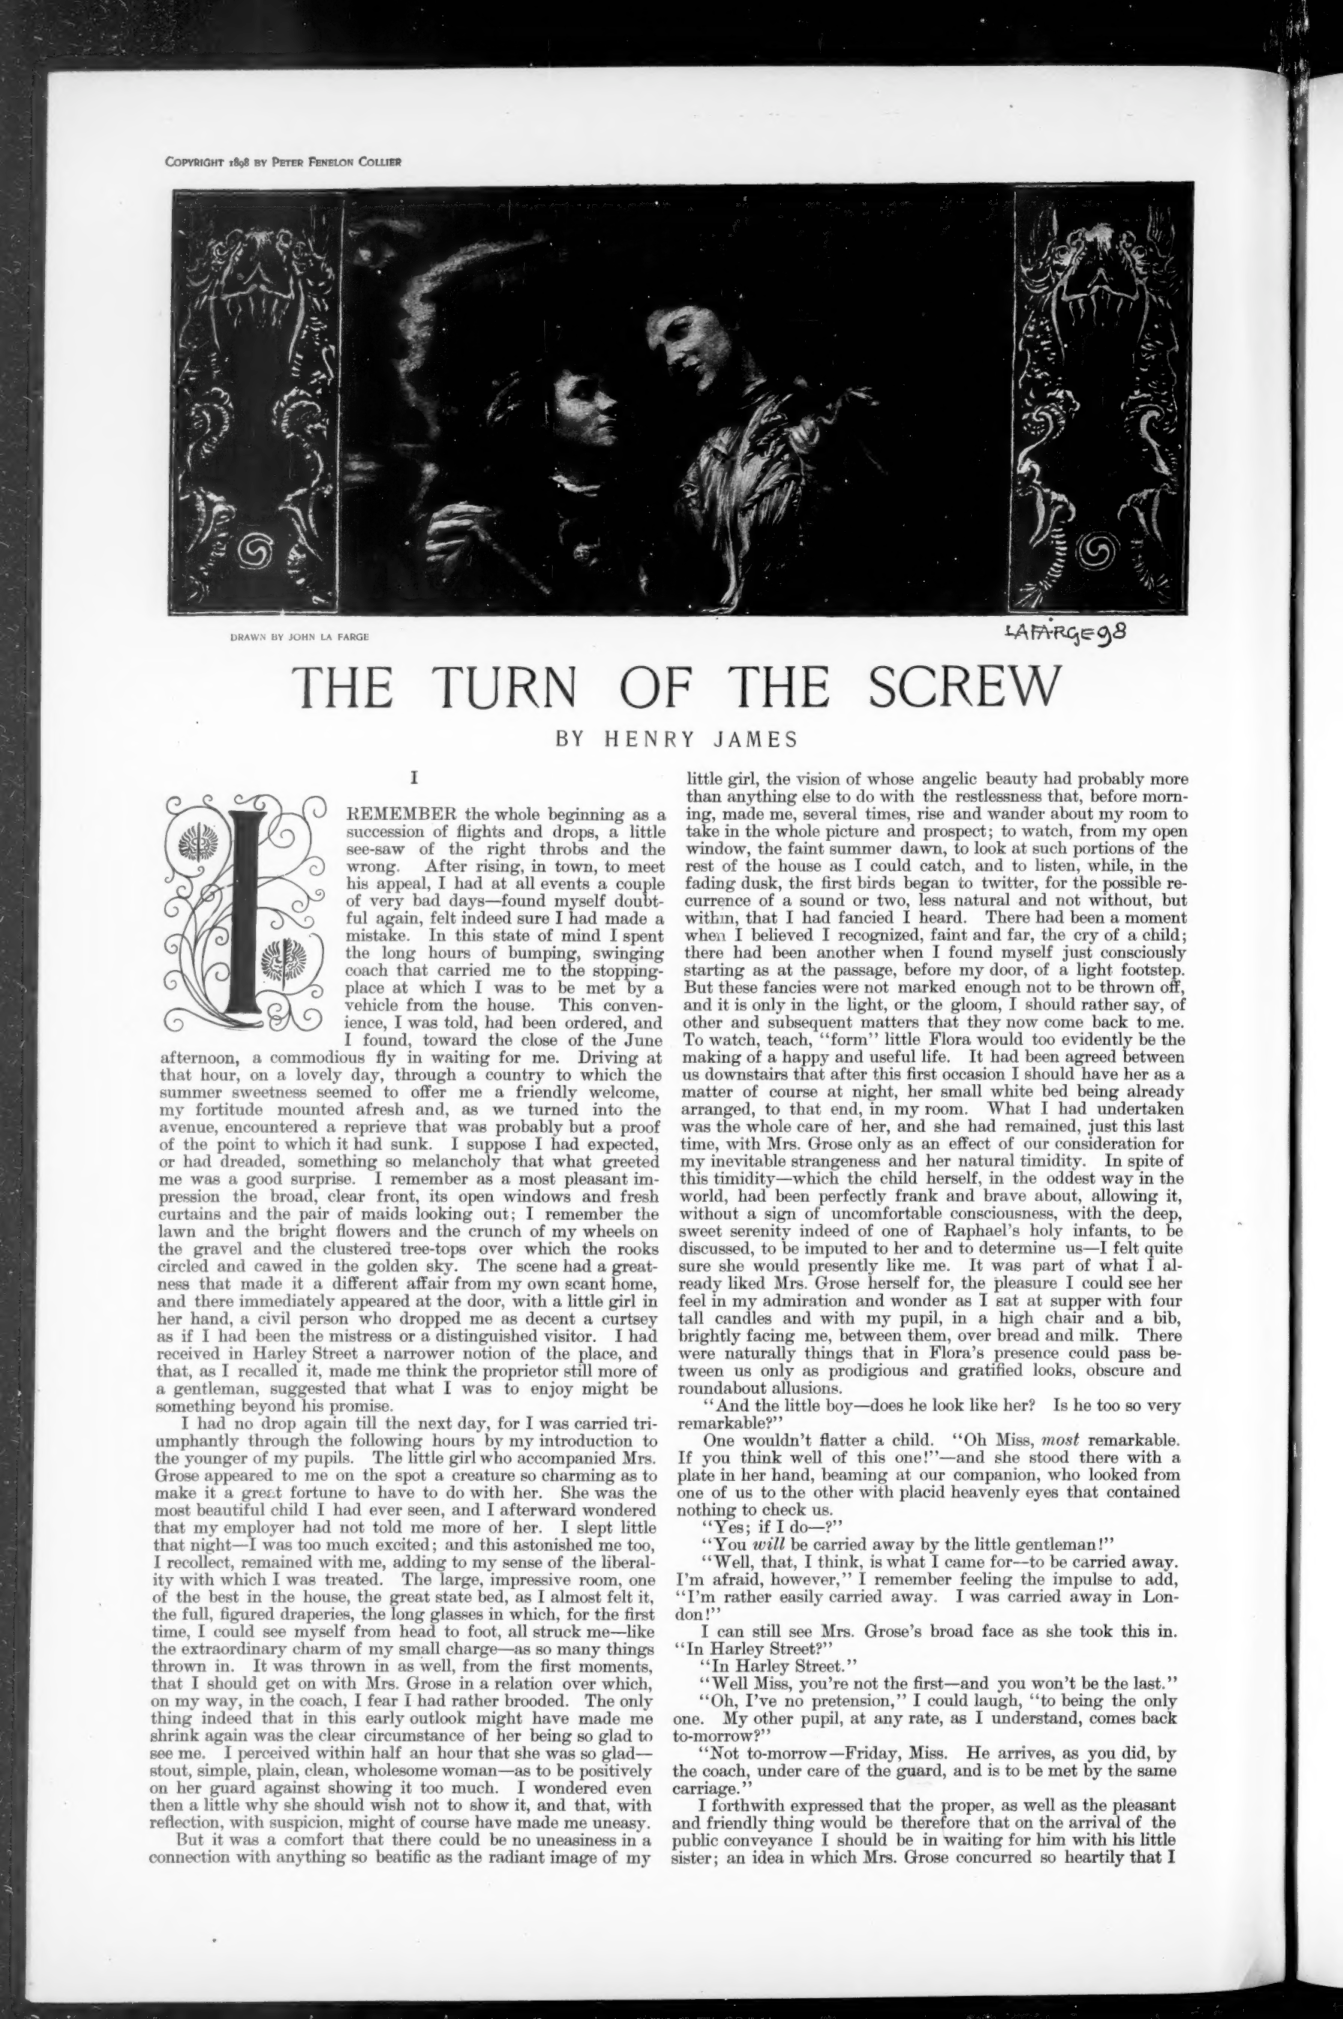 COPYRIGHT 1898 BY PETER FENELON COLLIER
DRAWN BY JOHN LA FARGE
LAFARGE98
THE TURN OF THE SCREW
BY HENRY JAMES
I
I REMEMBER the whole beginning as a
succession of flights and drops, a little
see-saw of the right throbs and the
wrong. After rising, in town, to meet
his appeal, I had at all events a couple
of very bad days—found myself doubt-
ful again, felt indeed sure I had made a
mistake. In this state of mind I spent
the long hours of bumping, swinging
coach that carried me to the stopping-
place at which I was to be met by a
vehicle from the house. This conven-
ience, I was told, had been ordered, and
I found, toward the close of the June
afternoon, a commodious fly in waiting for me. Driving at
that hour, on a lovely day, through a country to which the
summer sweetness seemed to offer me a friendly welcome,
my fortitude mounted afresh and, as we turned into the
avenue, encountered a reprieve that was probably but a proof
of the point to which it had sunk. I suppose I had expected,
or had dreaded, something so melancholy that what greeted
me was a good surprise. I remember as a most pleasant im-
pression the broad, clear front, its open windows and fresh
curtains and the pair of maids looking out; I remember the
lawn and the bright flowers and the crunch of my wheels on
the gravel and the clustered tree-tops over which the rooks
circled and cawed in the golden sky. The scene had a great-
ness that made it a different affair from my own scant home,
and there immediately appeared at the door, with a little girl in
her hand, a civil person who dropped me as decent a curtsey
as if I had been the mistress or a distinguished visitor. I had
received in Harley Street a narrower notion of the place, and
that, as I recalled it, made me think the proprietor still more of
a gentleman, suggested that what I was to enjoy might be
something beyond his promise.
I had no drop again till the next day, for I was carried tri-
umphantly through the following hours by my introduction to
the younger of my pupils. The little girl who accompanied Mrs.
Grose appeared to me on the spot a creature so charming as to
make it a great fortune to have to do with her. She was the
most beautiful child I had ever seen, and I afterward wondered
that my employer had not told me more of her. I slept little
that night—I was too much excited; and this astonished me too,
I recollect, remained with me, adding to my sense of the liberal-
ity with which I was treated. The large, impressive room, one
of the best in the house, the great state bed, as I almost felt it,
the full, figured draperies, the long glasses in which, for the first
time, I could see myself from head to foot, all struck me—like
the extraordinary charm of my small charge—as so many things
thrown in. It was thrown in as well, from the first moments,
that I should get on with Mrs. Grose in a relation over which,
on my way, in the coach, I fear I had rather brooded. The only
thing indeed that in this early outlook might have made me
shrink again was the clear circumstance of her being so glad to
see me. I perceived within half an hour that she was so glad—
stout, simple, plain, clean, wholesome woman—as to be positively
on her guard against showing it too much. I wondered even
then a little why she should wish not to show it, and that, with
reflection, with suspicion, might of course have made me uneasy.
But it was a comfort that there could be no uneasiness in a
connection with anything so beatific as the radiant image of my
little girl, the vision of whose angelic beauty had probably more
than anything else to do with the restlessness that, before morn-
ing, made me, several times, rise and wander about my room to
take in the whole picture and prospect; to watch, from my open
window, the faint summer dawn, to look at such portions of the
rest of the house as I could catch, and to listen, while, in the
fading dusk, the first birds began to twitter, for the possible re-
currence of a sound or two, less natural and not without, but
within, that I had fancied I heard. There had been a moment
when I believed I recognized, faint and far, the cry of a child;
there had been another when I found myself just consciously
starting as at the passage, before my door, of a light footstep.
But these fancies were not marked enough not to be thrown off,
and it is only in the light, or the gloom, I should rather say, of
other and subsequent matters that they now come back to me.
To watch, teach, "form" little Flora would too evidently be the
making of a happy and useful life. It had been agreed between
us downstairs that after this first occasion I should have her as a
matter of course at night, her small white bed being already
arranged, to that end, in my room. What I had undertaken
was the whole care of her, and she had remained, just this last
time, with Mrs. Grose only as an effect of our consideration for
my inevitable strangeness and her natural timidity. In spite of
this timidity—which the child herself, in the oddest way in the
world, had been perfectly frank and brave about, allowing it,
without a sign of uncomfortable consciousness, with the deep,
sweet serenity indeed of one of Raphael's holy infants, to be
discussed, to be imputed to her and to determine us—I felt quite
sure she would presently like me. It was part of what I al-
ready liked Mrs. Grose herself for, the pleasure I could see her
feel in my admiration and wonder as I sat at supper with four
tall candles and with my pupil, in a high chair and a bib,
brightly facing me, between them, over bread and milk. There
were naturally things that in Flora's presence could pass be-
tween us only as prodigious and gratified looks, obscure and
roundabout allusions.
"And the little boy—does he look like her? Is he too so very
remarkable?"
One wouldn't flatter a child. "Oh Miss, most remarkable.
If you think well of this one!"—and she stood there with a
plate in her hand, beaming at our companion, who looked from
one of us to the other with placid heavenly eyes that contained
nothing to check us.
"Yes; if I do—?"
"You will be carried away by the little gentleman!"
"Well, that, I think, is what I came for—to be carried away.
I'm afraid, however," I remember feeling the impulse to add,
"I'm rather easily carried away. I was carried away in Lon-
don!"
I can still see Mrs. Grose's broad face as she took this in.
"In Harley Street?"
"In Harley Street."
"Well Miss, you're not the first—and you won't be the last."
"Oh, I've no pretension," I could laugh, "to being the only
one. My other pupil, at any rate, as I understand, comes back
to-morrow?"
"Not to-morrow—Friday, Miss. He arrives, as you did, by
the coach, under care of the guard, and is to be met by the same
carriage."
I forthwith expressed that the proper, as well as the pleasant
and friendly thing would be therefore that on the arrival of the
public conveyance I should be in waiting for him with his little
sister; an idea in which Mrs. Grose concurred so heartily that I